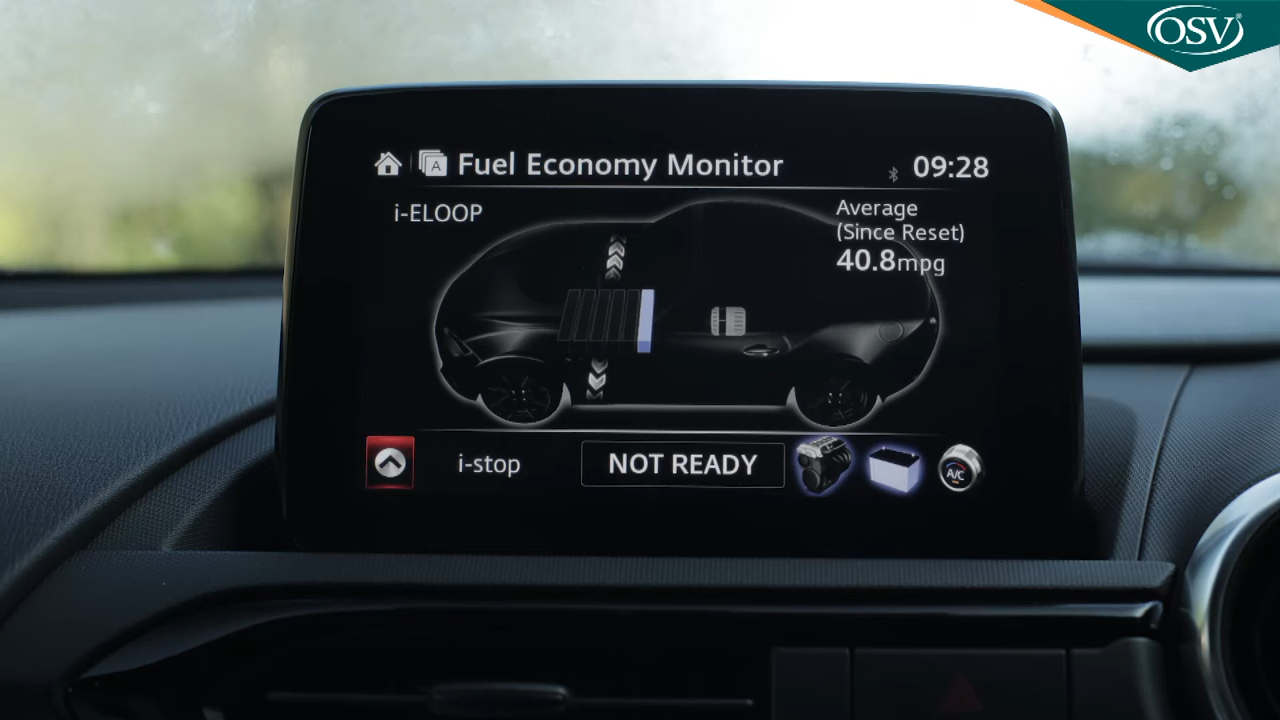 OSV
A
Fuel Economy Monitor
09:28
i-ELOOP
Average
(Since Reset)
40.8mpg
i-stop
NOT READY
A/C